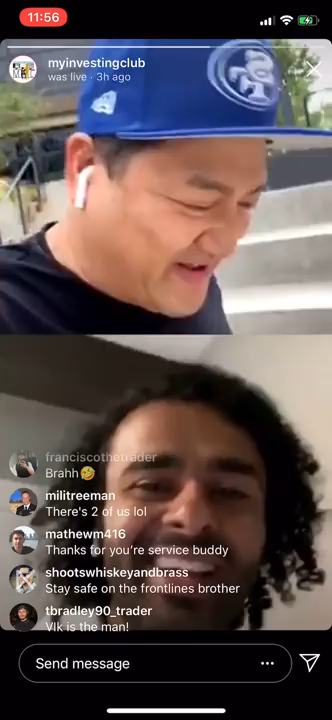 11:56
myinvestingclub
was live · 3h ago
franciscothetrader
Brahh🤣
militreeman
There's 2 of us lol
mathewm416
Thanks for you're service buddy
shootswhiskeyandbrass
Stay safe on the frontlines brother
tbradley90_trader
Vlk is the man!
Send message